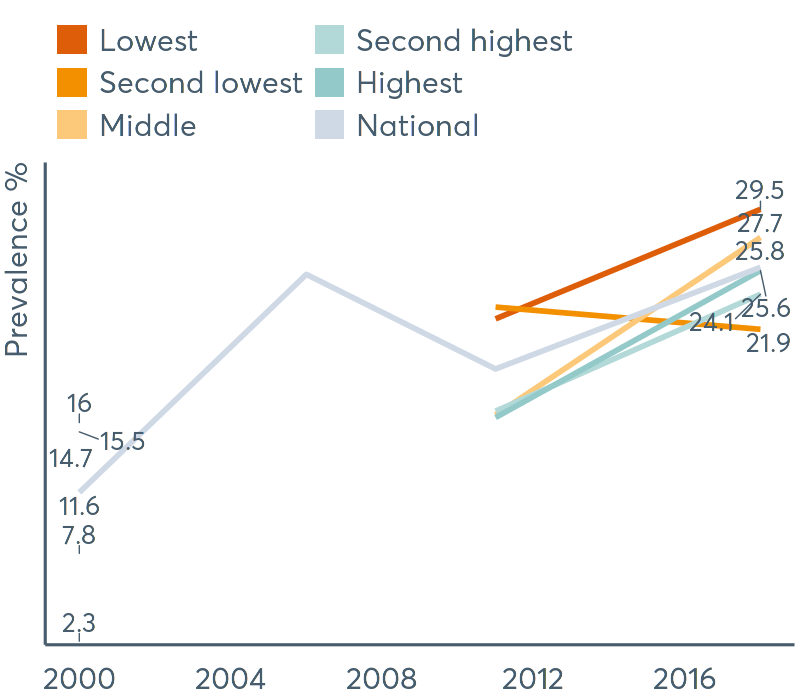 Lowest
Second lowest
Middle
Second highest
Highest
National
Prevalence %
29.5
27.7
25.8
25.6
24.1
21.9
16
15.5
14.7
11.6
7.8
2.3
2000 2004 2008 2012 2016